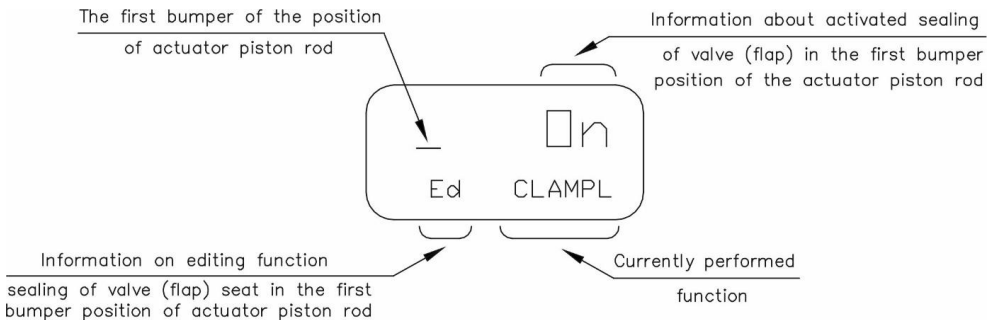 The first bumper of the position
of actuator piston rod
Information about activated sealing
of valve (flap) in the first bumper
position of the actuator piston rod
_ On
Ed CLAMPL
Information on editing function
sealing of valve (flap) seat in the first
bumper position of actuator piston rod
Currently performed
function